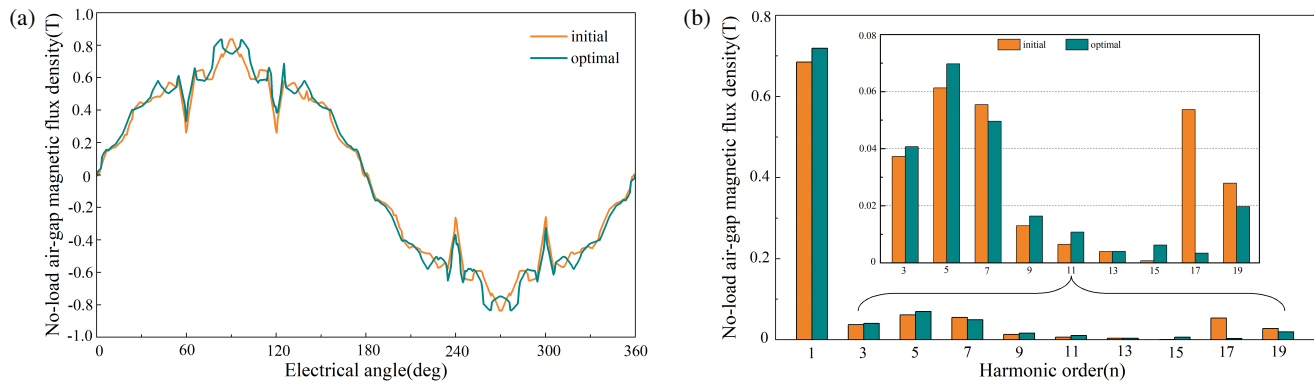 (a)
No-load air-gap magnetic flux density(T)
1.0
0.8
0.6
0.4
0.2
0
-0.2
-0.4
-0.6
-0.8
-1.0
initial
optimal
0 60 120 180 240 300 360
Electrical angle(deg)
(b)
No-load air-gap magnetic flux density(T)
0.8
0.6
0.4
0.2
0
0.08
0.06
0.04
0.02
0
initial optimal
3 5 7 9 11 13 15 17 19
1 3 5 7 9 11 13 15 17 19
Harmonic order(n)